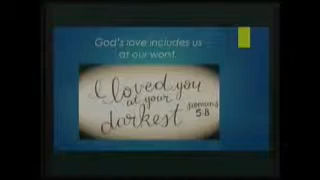 God's love includes us
at our worst.
I loved you
at your
darkest
Romans
5:8